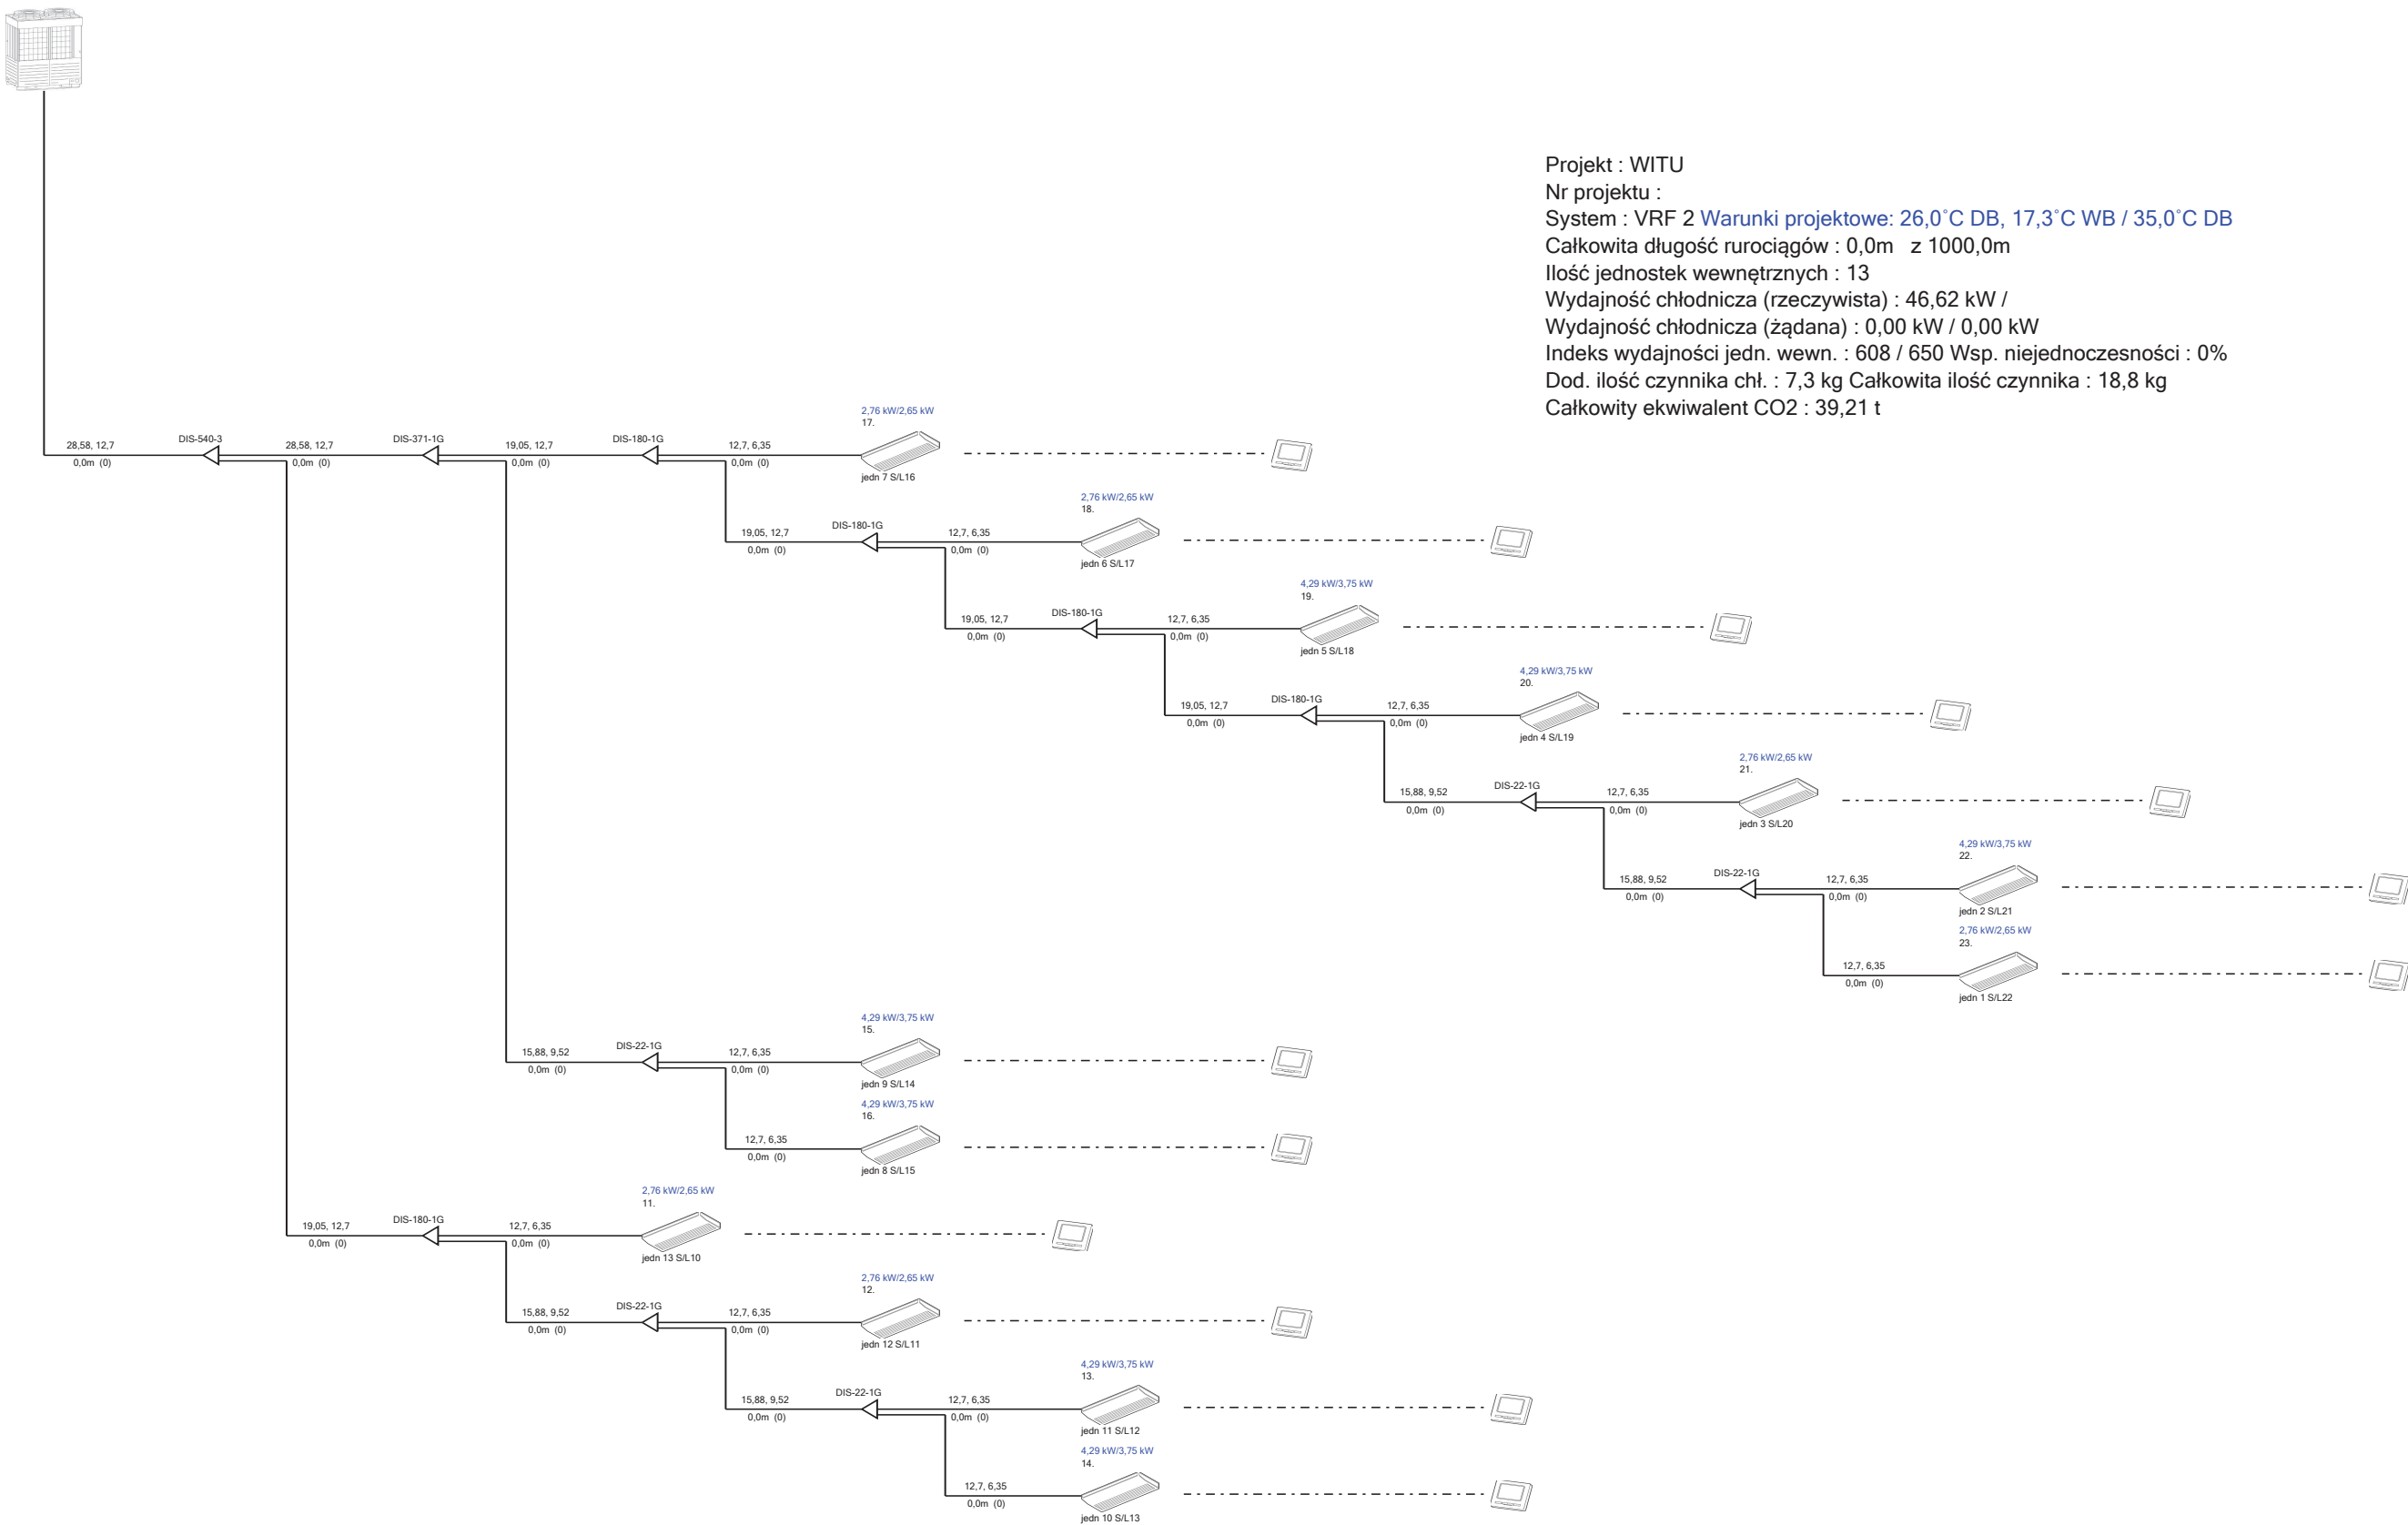 Projekt : WITU
Nr projektu :
System : VRF 2 Warunki projektowe: 26,0˚C DB, 17,3˚C WB / 35,0˚C DB
Całkowita długość rurociągów : 0,0m z 1000,0m
Ilość jednostek wewnętrznych : 13
Wydajność chłodnicza (rzeczywista) : 46,62 kW /
Wydajność chłodnicza (żądana) : 0,00 kW / 0,00 kW
Indeks wydajności jedn. wewn. : 608 / 650 Wsp. niejednoczesności : 0%
Dod. ilość czynnika chł. : 7,3 kg Całkowita ilość czynnika : 18,8 kg
Całkowity ekwiwalent CO2 : 39,21 t
2,76 kW/2,65 kW
17.
28,58, 12,7 DIS-540-3 28,58, 12,7 DIS-371-1G 19,05, 12,7 DIS-180-1G 12,7, 6,35
0,0m (0) 0,0m (0) 0,0m (0) 0,0m (0)
jedn 7 S/L16
2,76 kW/2,65 kW
18.
19,05, 12,7 DIS-180-1G 12,7, 6,35
0,0m (0) 0,0m (0)
jedn 6 S/L17
4,29 kW/3,75 kW
19.
19,05, 12,7 DIS-180-1G 12,7, 6,35
0,0m (0) 0,0m (0)
jedn 5 S/L18
4,29 kW/3,75 kW
20.
19,05, 12,7 DIS-180-1G 12,7, 6,35
0,0m (0) 0,0m (0)
jedn 4 S/L19
2,76 kW/2,65 kW
21.
15,88, 9,52 DIS-22-1G 12,7, 6,35
0,0m (0) 0,0m (0)
jedn 3 S/L20
4,29 kW/3,75 kW
22.
15,88, 9,52 DIS-22-1G 12,7, 6,35
0,0m (0) 0,0m (0)
jedn 2 S/L21
2,76 kW/2,65 kW
23.
12,7, 6,35
0,0m (0)
jedn 1 S/L22
4,29 kW/3,75 kW
15.
15,88, 9,52 DIS-22-1G 12,7, 6,35
0,0m (0) 0,0m (0)
jedn 9 S/L14
4,29 kW/3,75 kW
16.
12,7, 6,35
0,0m (0)
jedn 8 S/L15
2,76 kW/2,65 kW
11.
19,05, 12,7 DIS-180-1G 12,7, 6,35
0,0m (0) 0,0m (0)
jedn 13 S/L10
2,76 kW/2,65 kW
12.
15,88, 9,52 DIS-22-1G 12,7, 6,35
0,0m (0) 0,0m (0)
jedn 12 S/L11
4,29 kW/3,75 kW
13.
15,88, 9,52 DIS-22-1G 12,7, 6,35
0,0m (0) 0,0m (0)
jedn 11 S/L12
4,29 kW/3,75 kW
14.
12,7, 6,35
0,0m (0)
jedn 10 S/L13